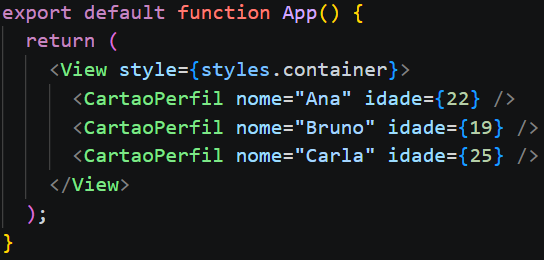 export default function App() {
  return (
    <View style={styles.container}>
      <CartaoPerfil nome="Ana" idade={22} />
      <CartaoPerfil nome="Bruno" idade={19} />
      <CartaoPerfil nome="Carla" idade={25} />
    </View>
  );
}